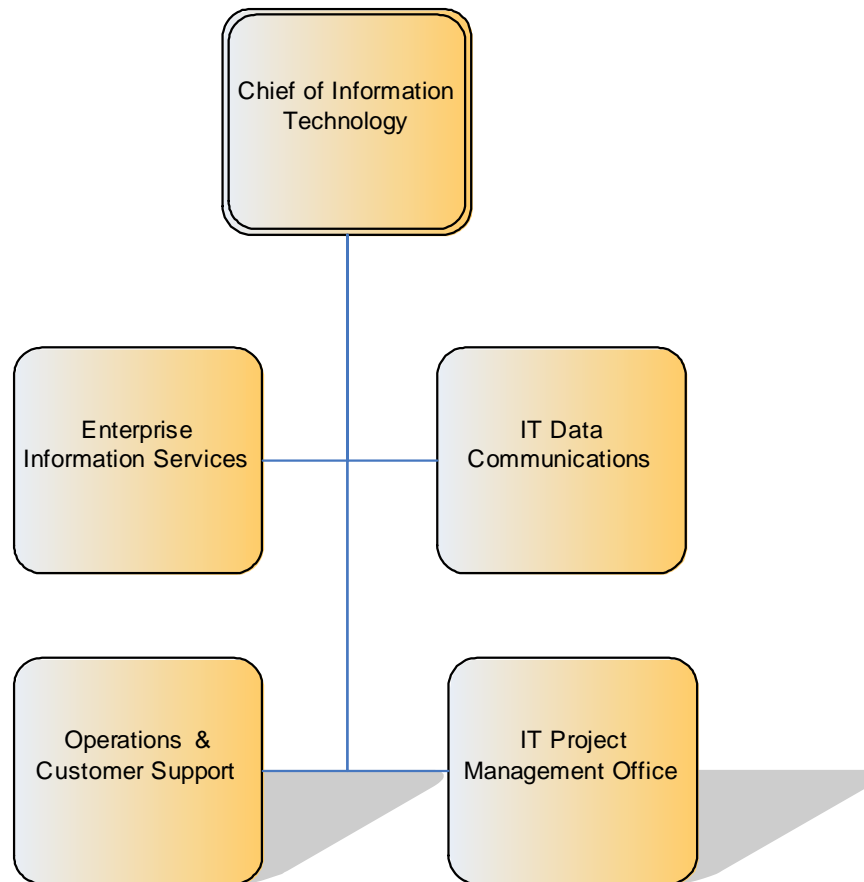 Chief of Information
Technology
Enterprise
Information Services
IT Data
Communications
Operations &
Customer Support
IT Project
Management Office